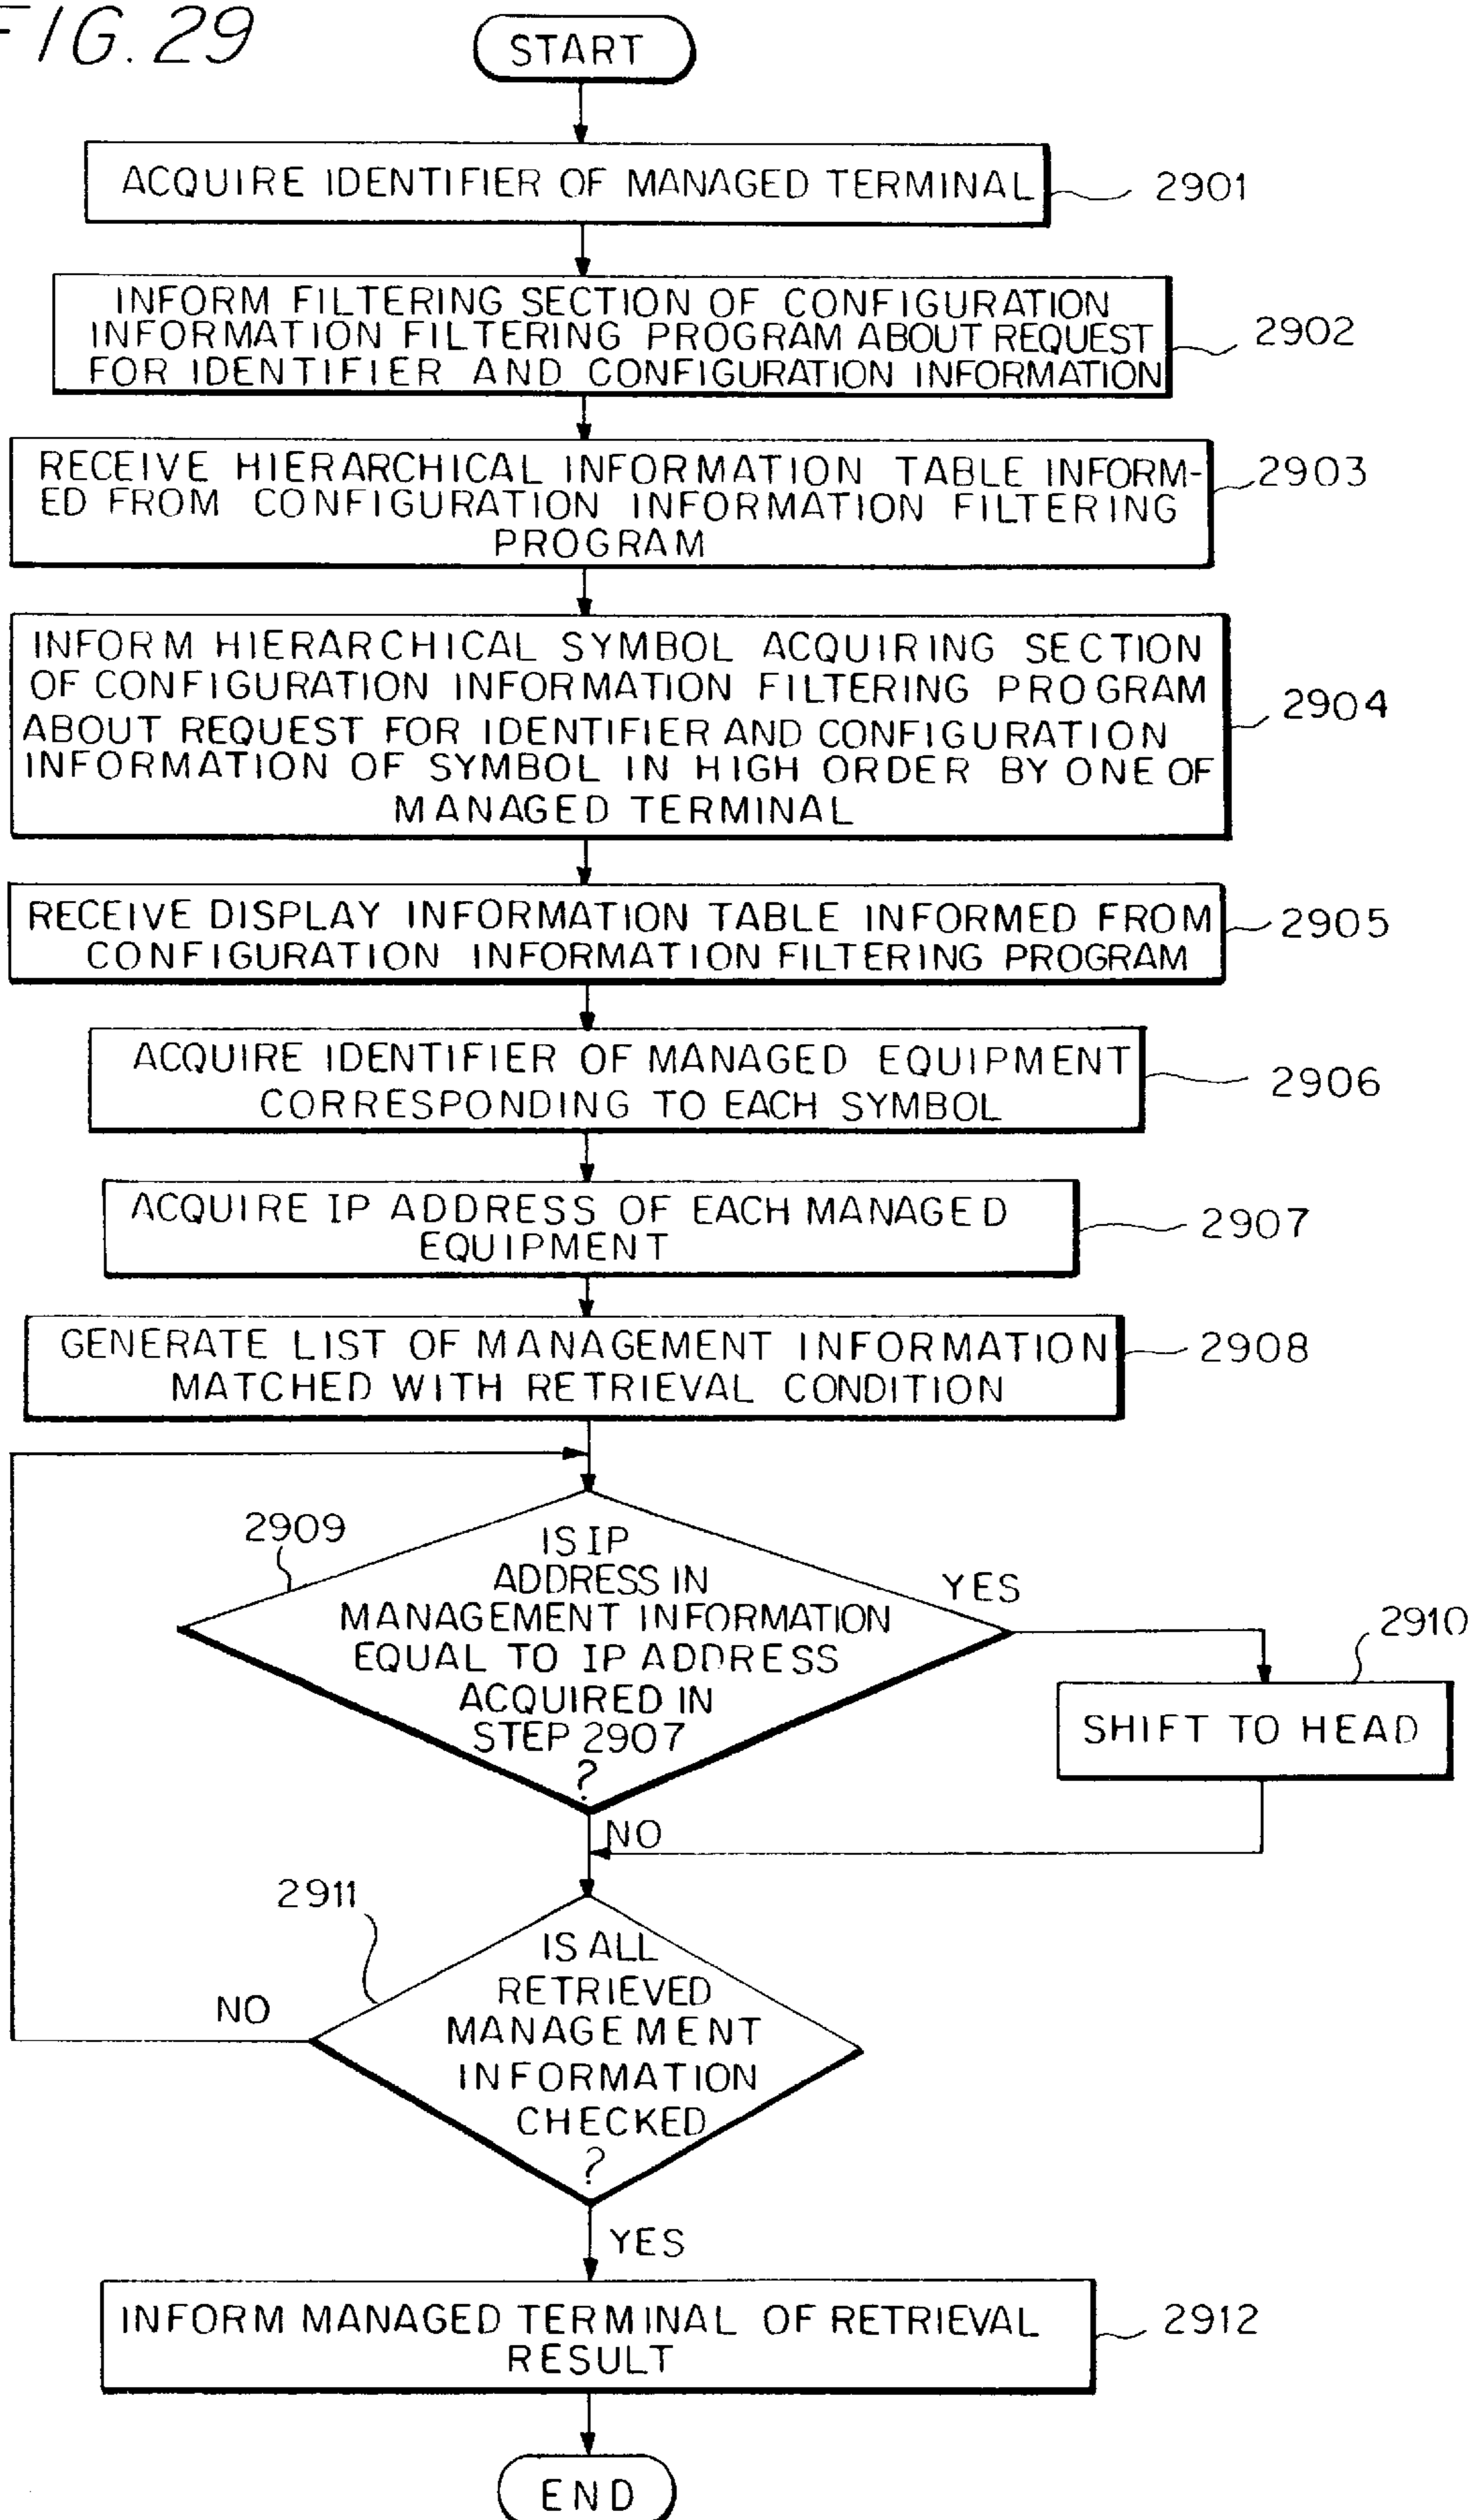 FIG. 29
START
ACQUIRE IDENTIFIER OF MANAGED TERMINAL
2901
INFORM FILTERING SECTION OF CONFIGURATION
INFORMATION FILTERING PROGRAM ABOUT REQUEST
FOR IDENTIFIER AND CONFIGURATION INFORMATION
2902
RECEIVE HIERARCHICAL INFORMATION TABLE INFORM-
ED FROM CONFIGURATION INFORMATION FILTERING
PROGRAM
2903
INFORM HIERARCHICAL SYMBOL ACQUIRING SECTION
OF CONFIGURATION INFORMATION FILTERING PROGRAM
ABOUT REQUEST FOR IDENTIFIER AND CONFIGURATION
INFORMATION OF SYMBOL IN HIGH ORDER BY ONE OF
MANAGED TERMINAL
2904
RECEIVE DISPLAY INFORMATION TABLE INFORMED FROM
CONFIGURATION INFORMATION FILTERING PROGRAM
2905
ACQUIRE IDENTIFIER OF MANAGED EQUIPMENT
CORRESPONDING TO EACH SYMBOL
2906
ACQUIRE IP ADDRESS OF EACH MANAGED
EQUIPMENT
2907
GENERATE LIST OF MANAGEMENT INFORMATION
MATCHED WITH RETRIEVAL CONDITION
2908
2909
IS IP
ADDRESS IN
MANAGEMENT INFORMATION
EQUAL TO IP ADDRESS
ACQUIRED IN
STEP 2907
?
YES
2910
SHIFT TO HEAD
NO
2911
IS ALL
RETRIEVED
MANAGEMENT
INFORMATION
CHECKED
?
NO
YES
INFORM MANAGED TERMINAL OF RETRIEVAL
RESULT
2912
END